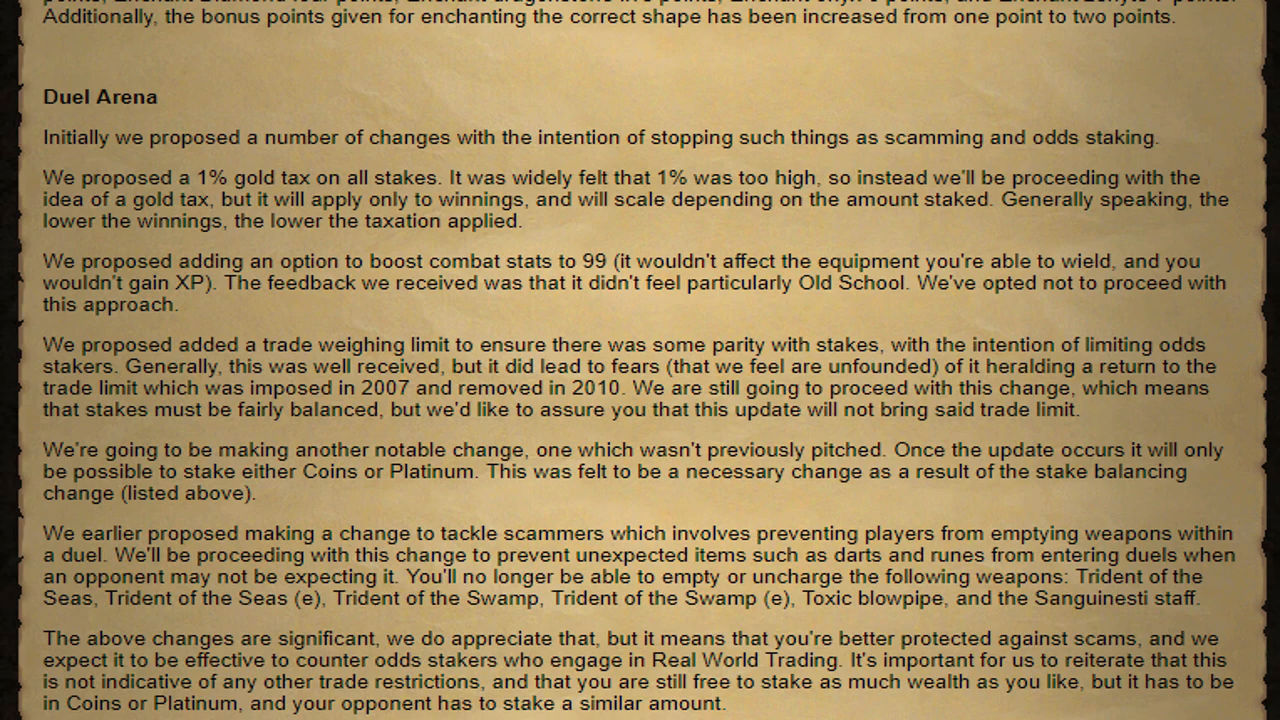 Additionally, the bonus points given for enchanting the correct shape has been increased from one point to two points.
Duel Arena
Initially we proposed a number of changes with the intention of stopping such things as scamming and odds staking.
We proposed a 1% gold tax on all stakes. It was widely felt that 1% was too high, so instead we'll be proceeding with the
idea of a gold tax, but it will apply only to winnings, and will scale depending on the amount staked. Generally speaking, the
lower the winnings, the lower the taxation applied.
We proposed adding an option to boost combat stats to 99 (it wouldn't affect the equipment you're able to wield, and you
wouldn't gain XP). The feedback we received was that it didn't feel particularly Old School. We've opted not to proceed with
this approach.
We proposed added a trade weighing limit to ensure there was some parity with stakes, with the intention of limiting odds
stakers. Generally, this was well received, but it did lead to fears (that we feel are unfounded) of it heralding a return to the
trade limit which was imposed in 2007 and removed in 2010. We are still going to proceed with this change, which means
that stakes must be fairly balanced, but we'd like to assure you that this update will not bring said trade limit.
We're going to be making another notable change, one which wasn't previously pitched. Once the update occurs it will only
be possible to stake either Coins or Platinum. This was felt to be a necessary change as a result of the stake balancing
change (listed above).
We earlier proposed making a change to tackle scammers which involves preventing players from emptying weapons within
a duel. We'll be proceeding with this change to prevent unexpected items such as darts and runes from entering duels when
an opponent may not be expecting it. You'll no longer be able to empty or uncharge the following weapons: Trident of the
Seas, Trident of the Seas (e), Trident of the Swamp, Trident of the Swamp (e), Toxic blowpipe, and the Sanguinesti staff.
The above changes are significant, we do appreciate that, but it means that you're better protected against scams, and we
expect it to be effective to counter odds stakers who engage in Real World Trading. It's important for us to reiterate that this
is not indicative of any other trade restrictions, and that you are still free to stake as much wealth as you like, but it has to be
in Coins or Platinum, and your opponent has to stake a similar amount.